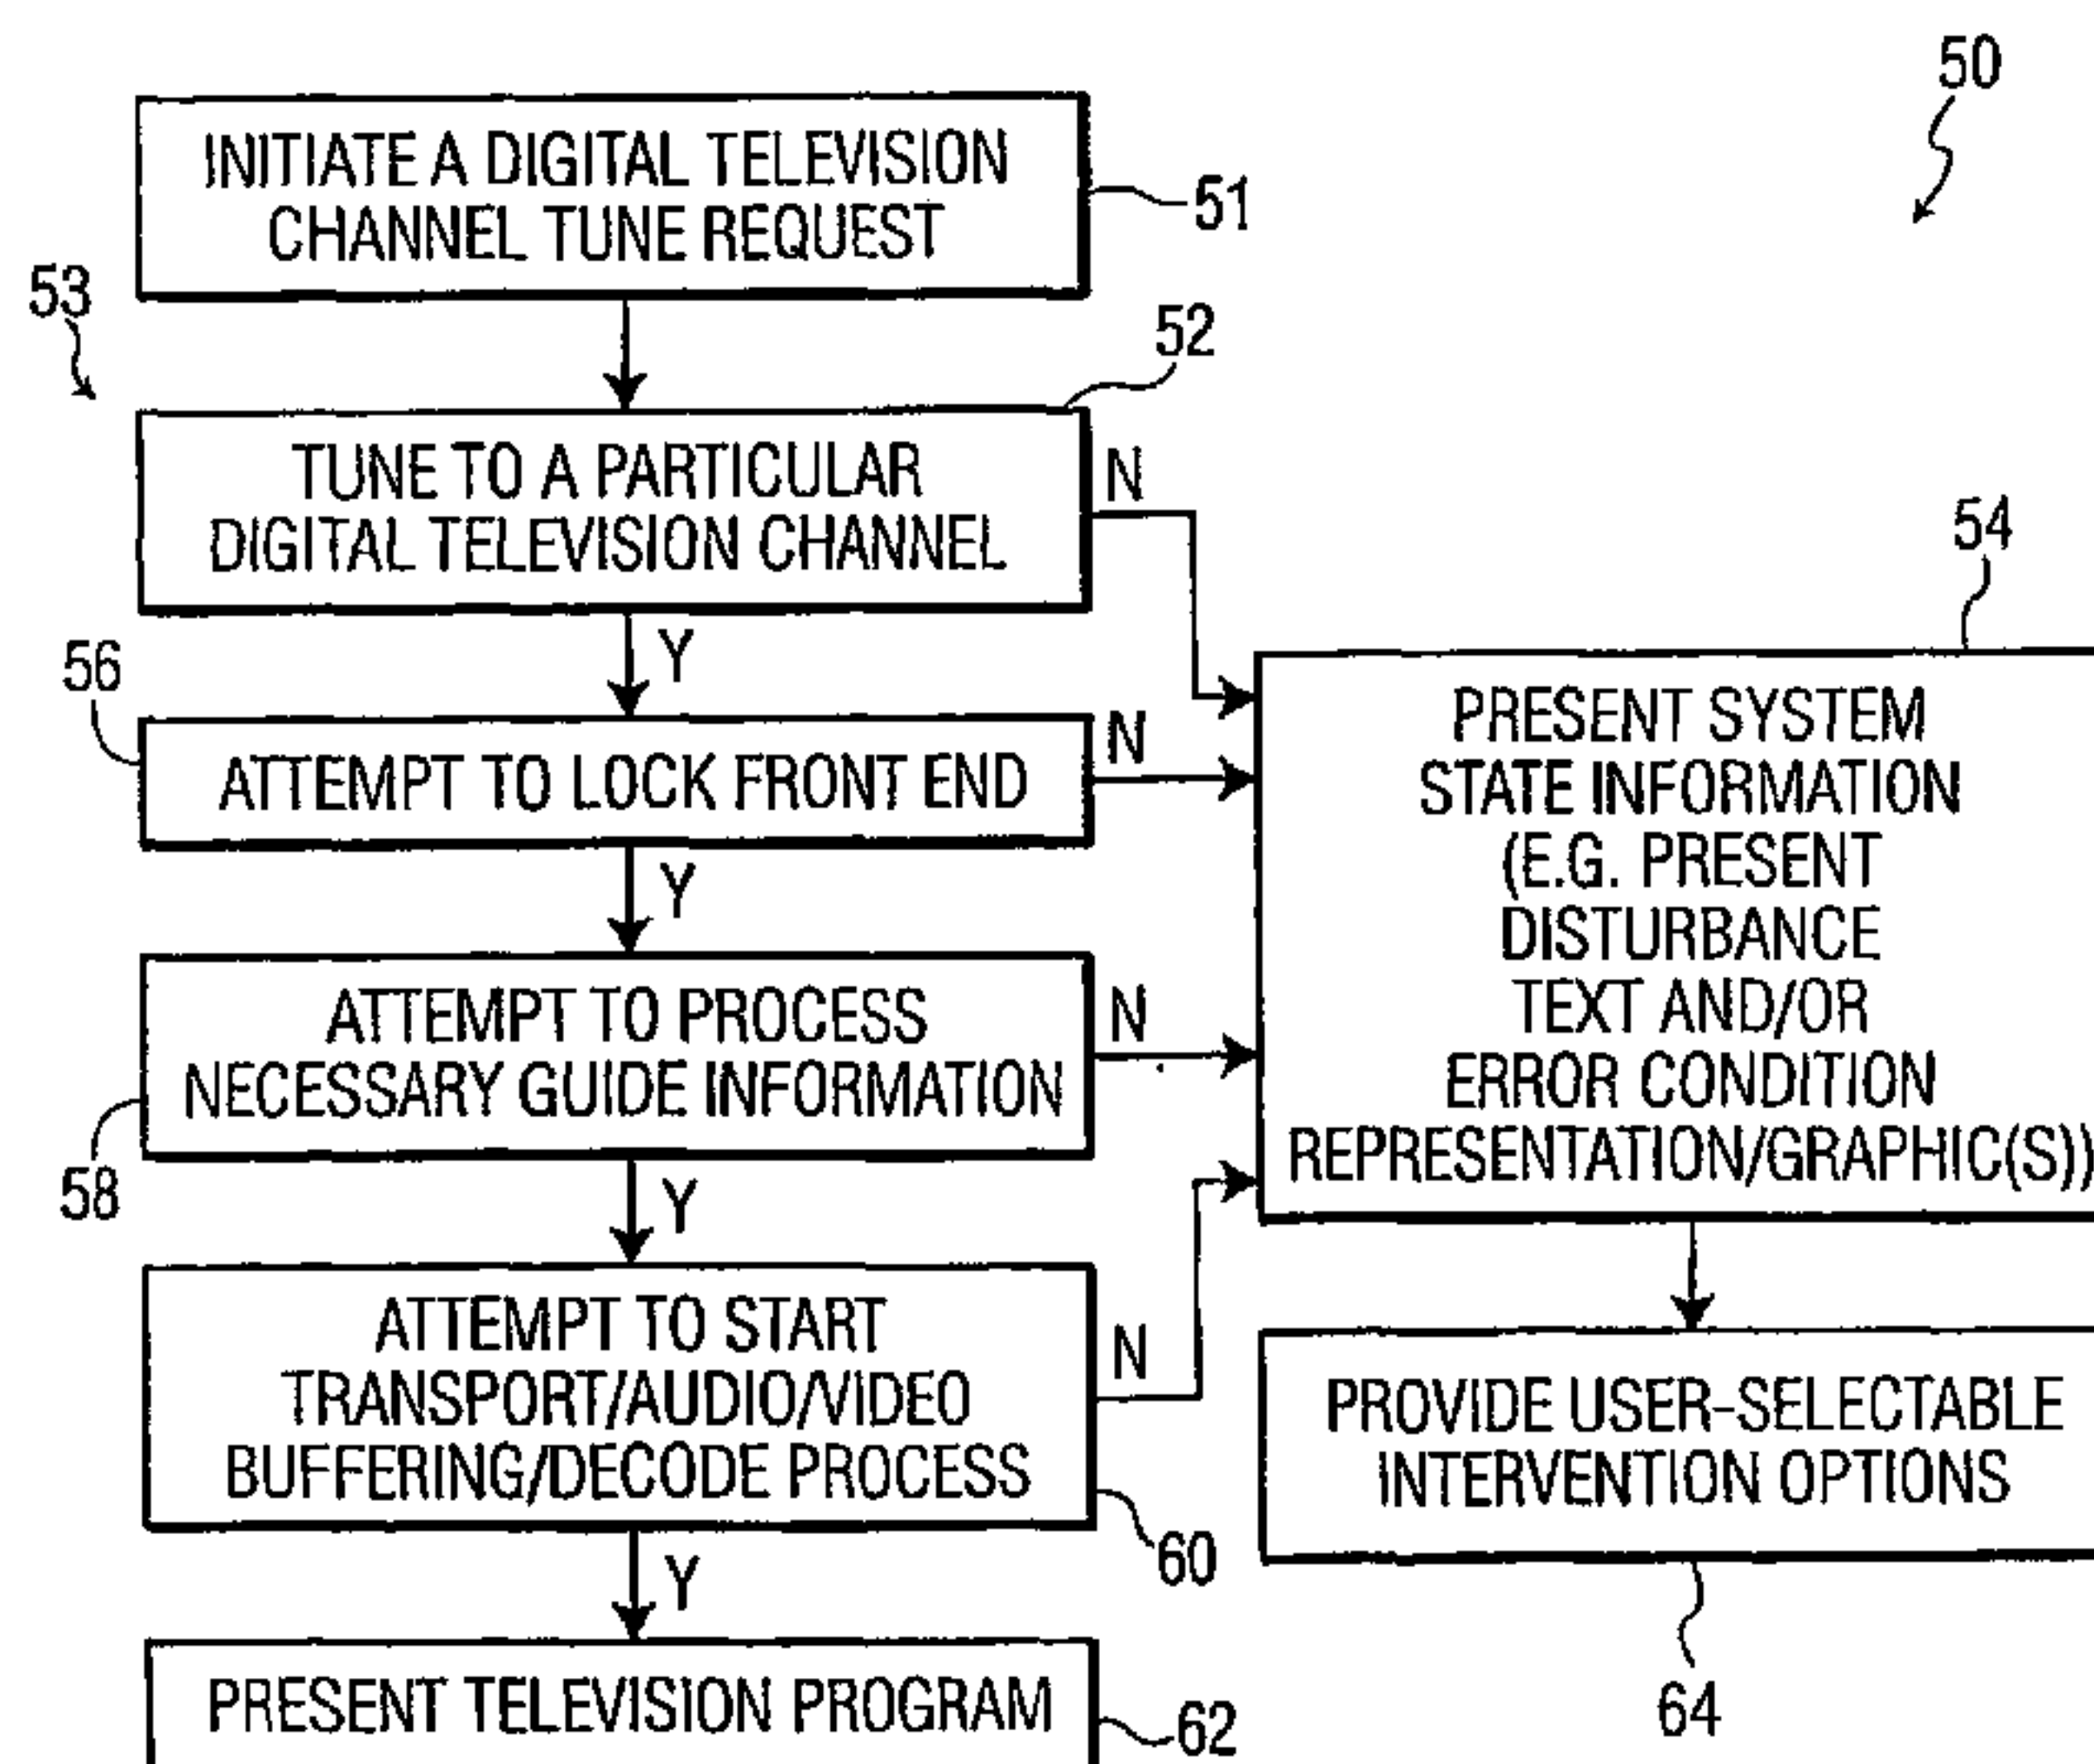 50
INITIATE A DIGITAL TELEVISION
CHANNEL TUNE REQUEST
51
53
52
TUNE TO A PARTICULAR
DIGITAL TELEVISION CHANNEL
N
Y
54
56
ATTEMPT TO LOCK FRONT END
N
Y
PRESENT SYSTEM
STATE INFORMATION
(E.G. PRESENT
DISTURBANCE
TEXT AND/OR
ERROR CONDITION
REPRESENTATION/GRAPHIC(S))
ATTEMPT TO PROCESS
NECESSARY GUIDE INFORMATION
N
58
Y
ATTEMPT TO START
TRANSPORT/AUDIO/VIDEO
BUFFERING/DECODE PROCESS
N
60
Y
PROVIDE USER-SELECTABLE
INTERVENTION OPTIONS
64
PRESENT TELEVISION PROGRAM
62